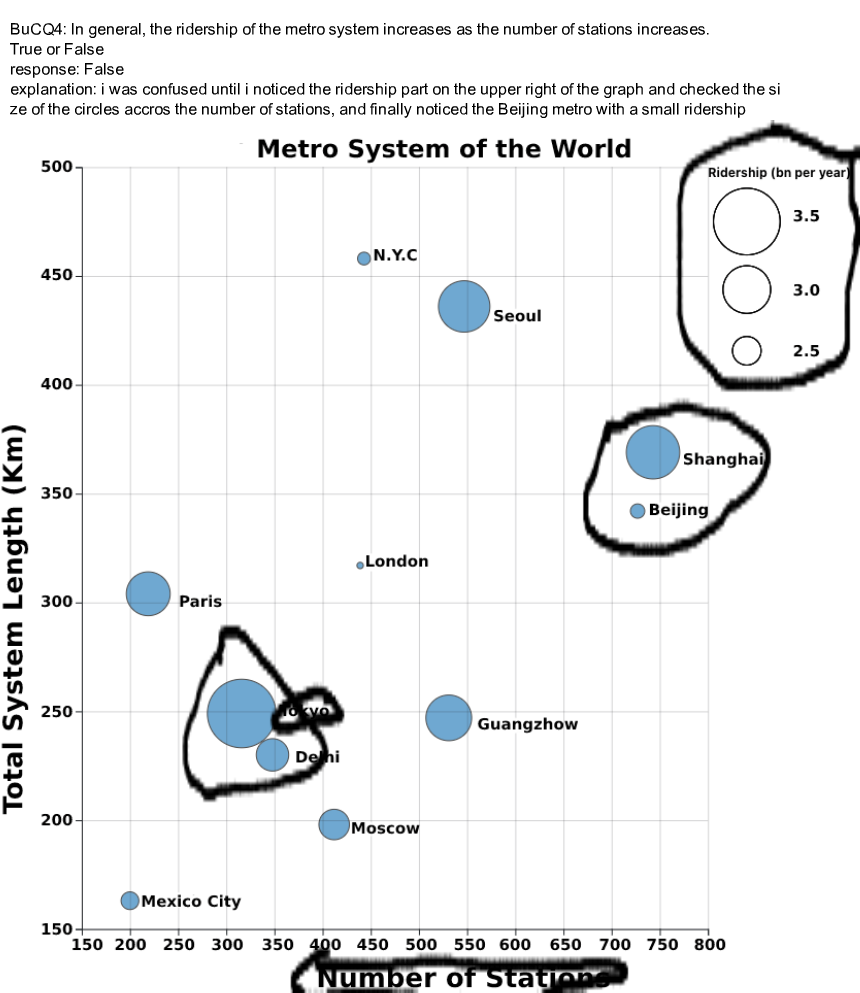 BuCQ4: In general, the ridership of the metro system increases as the number of stations increases.
True or False
response: False
explanation: i was confused until i noticed the ridership part on the upper right of the graph and checked the si
ze of the circles accros the number of stations, and finally noticed the Beijing metro with a small ridership
Metro System of the World
Ridership (bn per year)
3.5
3.0
2.5
500
450
400
350
300
250
200
150
Total System Length (Km)
N.Y.C
Seoul
Shanghai
Beijing
London
Paris
Tokyo
Guangzhow
Delhi
Moscow
Mexico City
150 200 250 300 350 400 450 500 550 600 650 700 750 800
Number of Stations